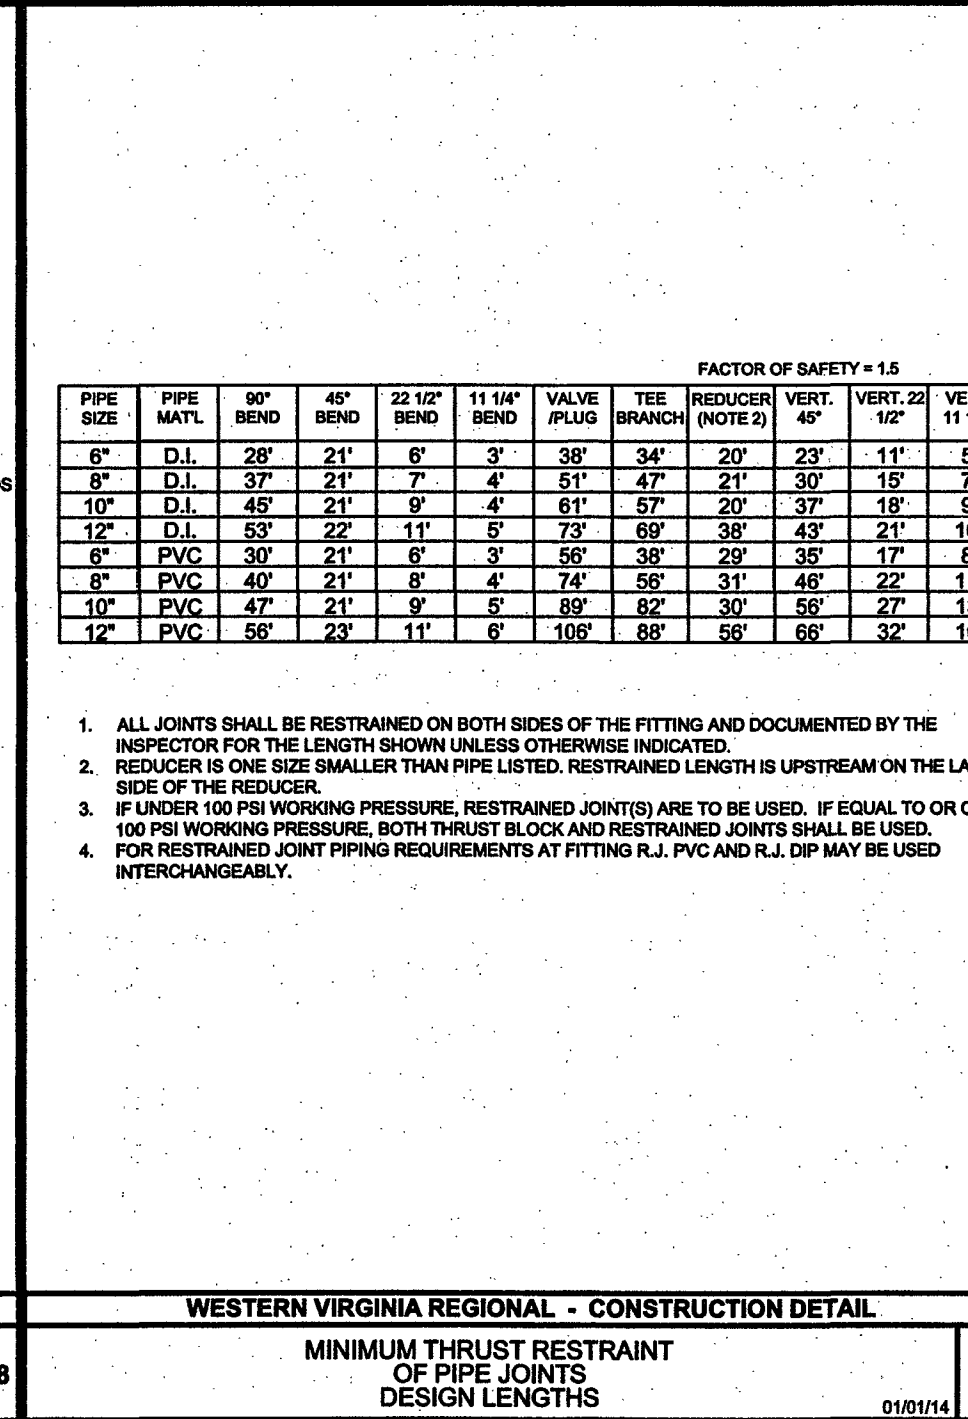 FACTOR OF SAFETY = 1.5
PIPE SIZE PIPE MAT'L 90° BEND 45° BEND 22 1/2° BEND 11 1/4° BEND VALVE /PLUG TEE BRANCH REDUCER (NOTE 2) VERT. 45° VERT. 22 1/2° 11
6" D.I. 28' 21' 6' 3' 38' 34' 20' 23' 11'
8" D.I. 37' 21' 7' 4' 51' 47' 21' 30' 15'
10" D.I. 45' 21' 9' 4' 61' 57' 20' 37' 18'
12" D.I. 53' 22' 11' 5' 73' 69' 38' 43' 21'
6" PVC 30' 21' 6' 3' 56' 38' 29' 35' 17'
8" PVC 40' 21' 8' 4' 74' 56' 31' 46' 22'
10" PVC 47' 21' 9' 5' 89' 82' 30' 56' 27'
12" PVC 56' 23' 11' 6' 106' 88' 56' 66' 32'
1. ALL JOINTS SHALL BE RESTRAINED ON BOTH SIDES OF THE FITTING AND DOCUMENTED BY THE
INSPECTOR FOR THE LENGTH SHOWN UNLESS OTHERWISE INDICATED.
2. REDUCER IS ONE SIZE SMALLER THAN PIPE LISTED. RESTRAINED LENGTH IS UPSTREAM ON THE
SIDE OF THE REDUCER.
3. IF UNDER 100 PSI WORKING PRESSURE, RESTRAINED JOINT(S) ARE TO BE USED. IF EQUAL TO OR
100 PSI WORKING PRESSURE, BOTH THRUST BLOCK AND RESTRAINED JOINTS SHALL BE USED.
4. FOR RESTRAINED JOINT PIPING REQUIREMENTS AT FITTING R.J. PVC AND R.J. DIP MAY BE USED
INTERCHANGEABLY.
WESTERN VIRGINIA REGIONAL - CONSTRUCTION DETAIL
MINIMUM THRUST RESTRAINT
OF PIPE JOINTS
DESIGN LENGTHS
01/01/14